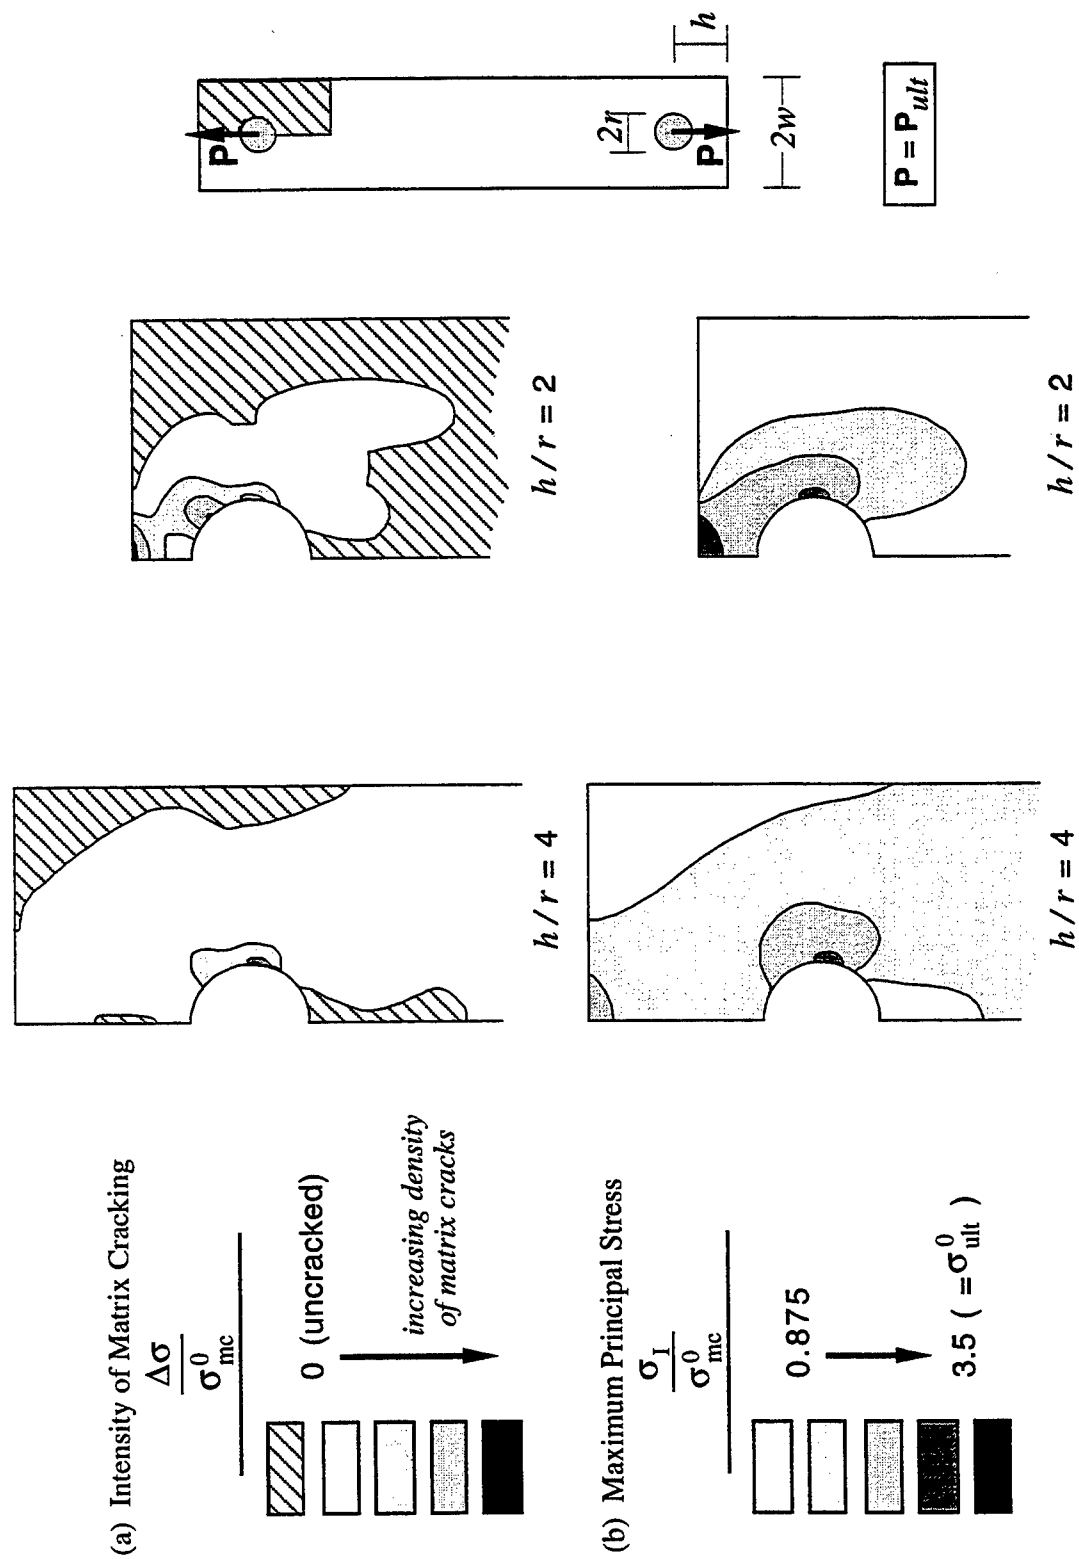 (a) Intensity of Matrix Cracking
Δσ
σ⁰mc
0 (uncracked)
increasing density
of matrix cracks
h/r = 4
h/r = 2
P
P
2r
h
2w
P = Pult
(b) Maximum Principal Stress
σI
σ⁰mc
0.875
3.5 ( =σ⁰ult )
h/r = 4
h/r = 2